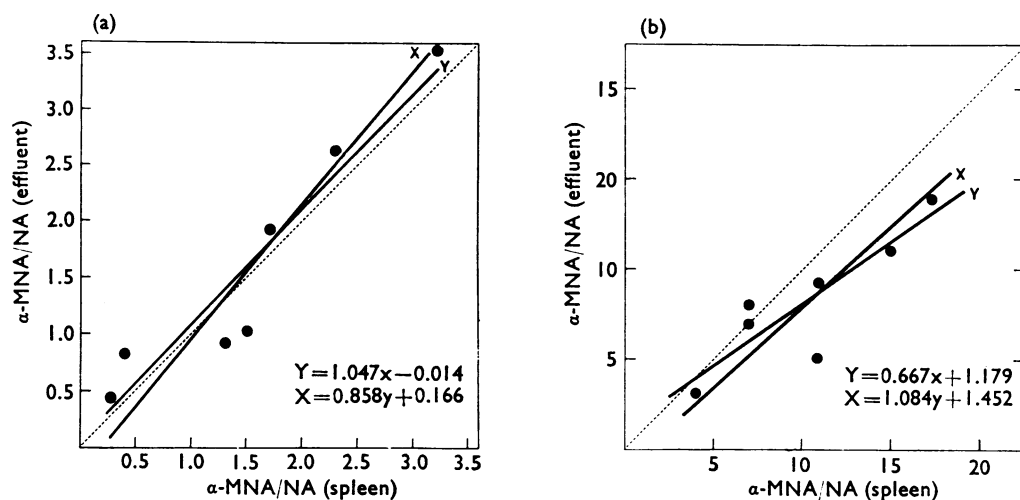 (a)
3.5
3.0
2.5
2.0
1.5
1.0
0.5
α-MNA/NA (effluent)
X
Y
Y=1.047x−0.014
X=0.858y+0.166
0.5 1.0 1.5 2.0 2.5 3.0 3.5
α-MNA/NA (spleen)
(b)
15
20
10
5
α-MNA/NA (effluent)
X
Y
Y=0.667x+1.179
X=1.084y+1.452
5 10 15 20
α-MNA/NA (spleen)